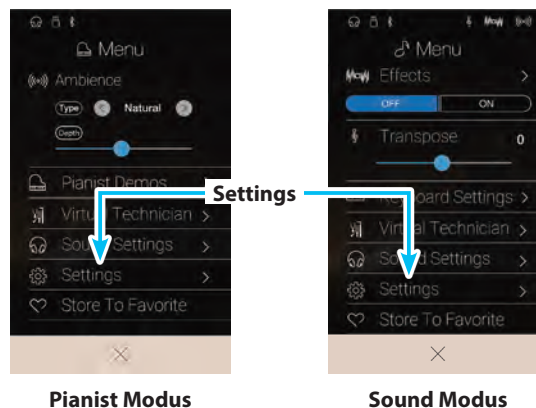 Menu
Ambience
Type Natural
Depth
Pianist Demos
Virtual Technician
Sound Settings
Settings
Store To Favorite
Pianist Modus
Settings
Menu
Effects
OFF ON
Transpose 0
Keyboard Settings
Virtual Technician
Sound Settings
Settings
Store To Favorite
Sound Modus